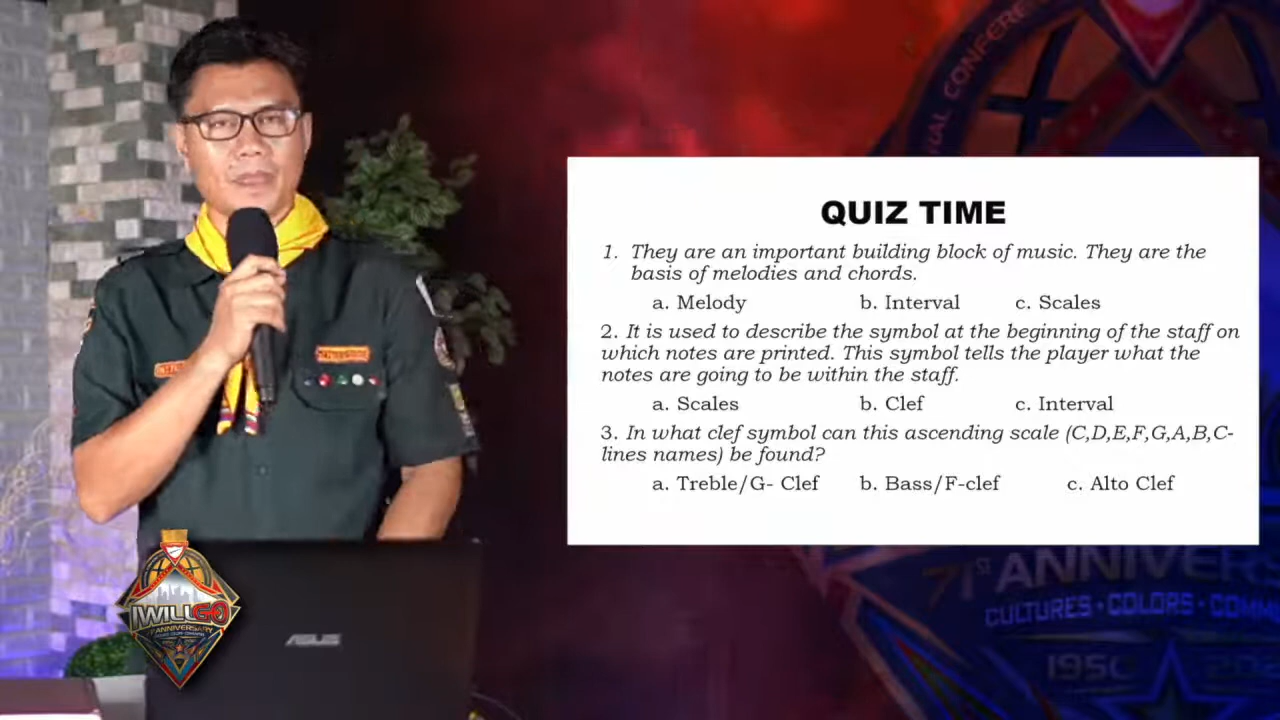 QUIZ TIME
1. They are an important building block of music. They are the
basis of melodies and chords.
a. Melody b. Interval c. Scales
2. It is used to describe the symbol at the beginning of the staff on
which notes are printed. This symbol tells the player what the
notes are going to be within the staff.
a. Scales b. Clef c. Interval
3. In what clef symbol can this ascending scale (C,D,E,F,G,A,B,C-
lines names) be found?
a. Treble/G- Clef b. Bass/F-clef c. Alto Clef
71ST ANNIVERS
CULTURES • COLORS • COMM
1950
IWILLGO
ANNIVERSARY
ASUS